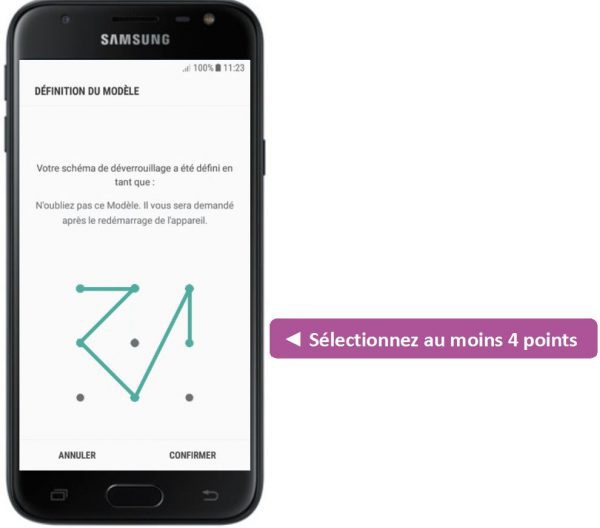 SAMSUNG
100% 11:23
DÉFINITION DU MODÈLE
Votre schéma de déverrouillage a été défini en
tant que :
N'oubliez pas ce Modèle. Il vous sera demandé
après le redémarrage de l'appareil.
◄ Sélectionnez au moins 4 points
ANNULER CONFIRMER